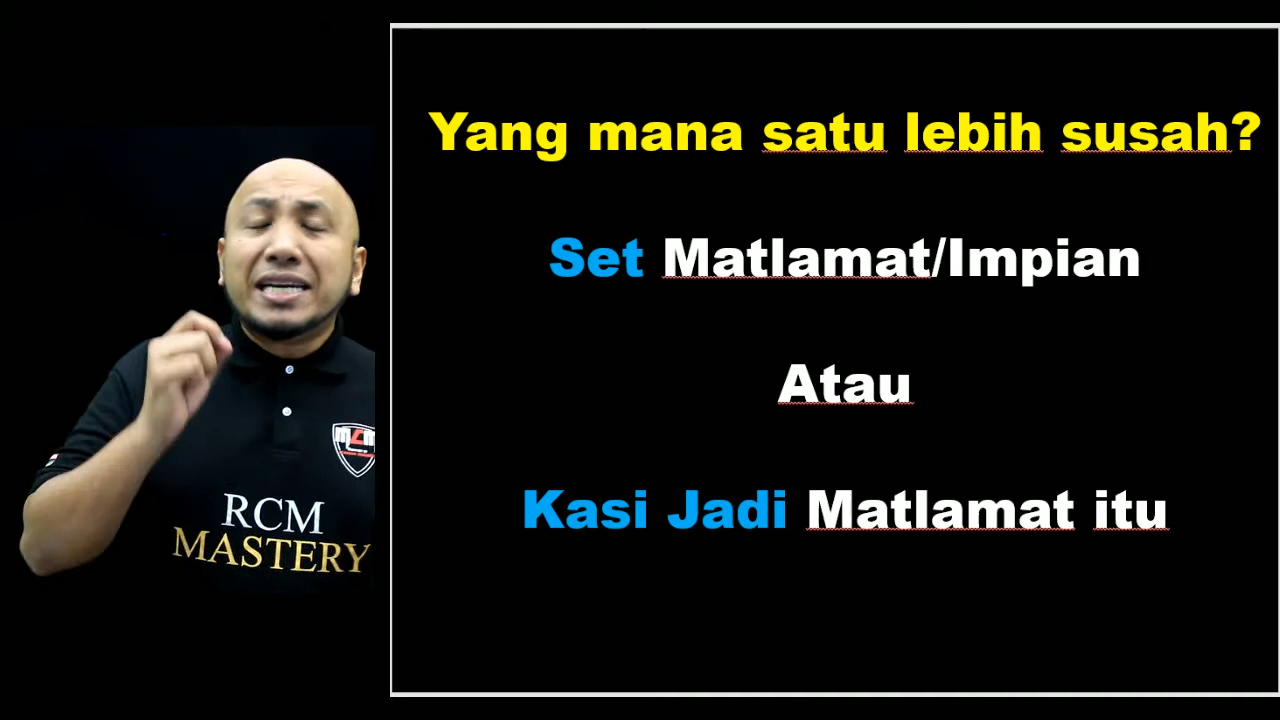 Yang mana satu lebih susah?
Set Matlamat/Impian
Atau
Kasi Jadi Matlamat itu
RCM
MASTERY